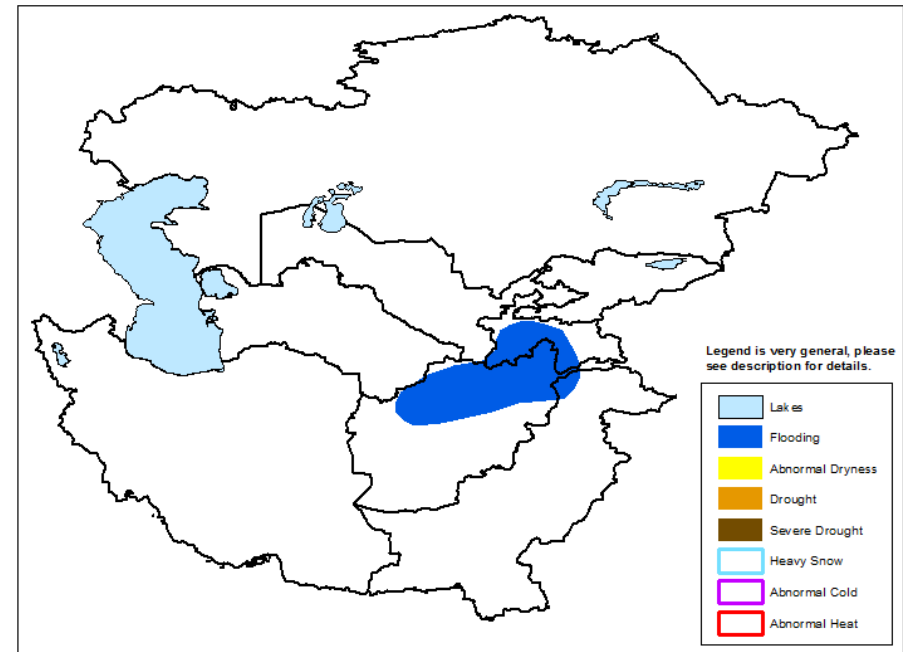 Legend is very general, please
see description for details.
Lakes
Flooding
Abnormal Dryness
Drought
Severe Drought
Heavy Snow
Abnormal Cold
Abnormal Heat